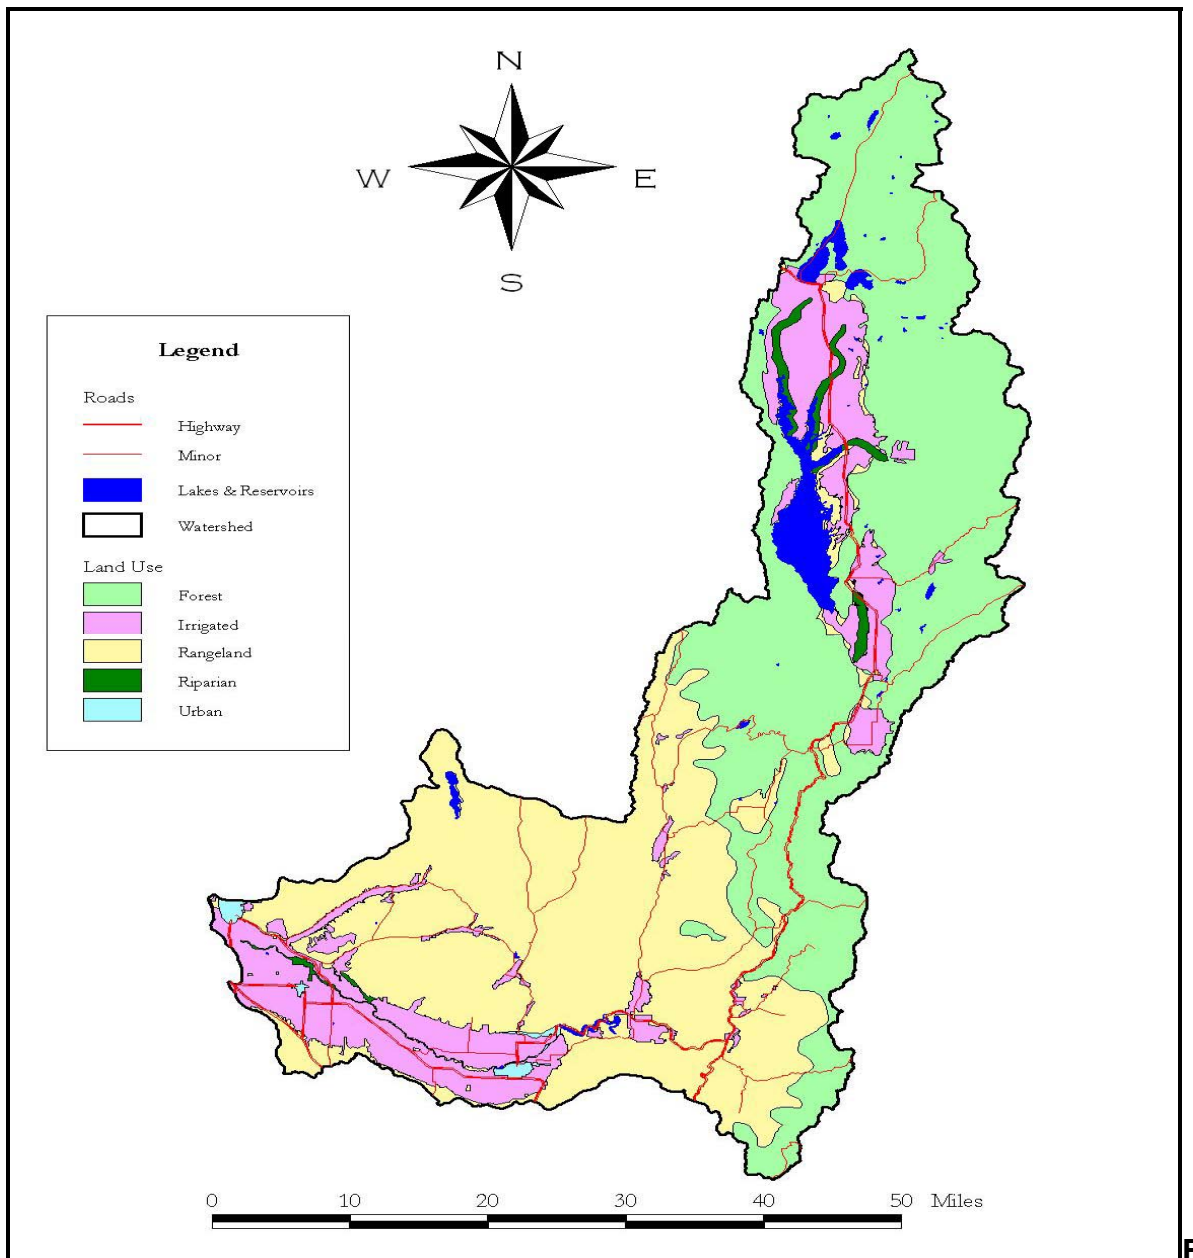 N
W E
S
Legend
Roads
Highway
Minor
Lakes & Reservoirs
Watershed
Land Use
Forest
Irrigated
Rangeland
Riparian
Urban
0 10 20 30 40 50 Miles